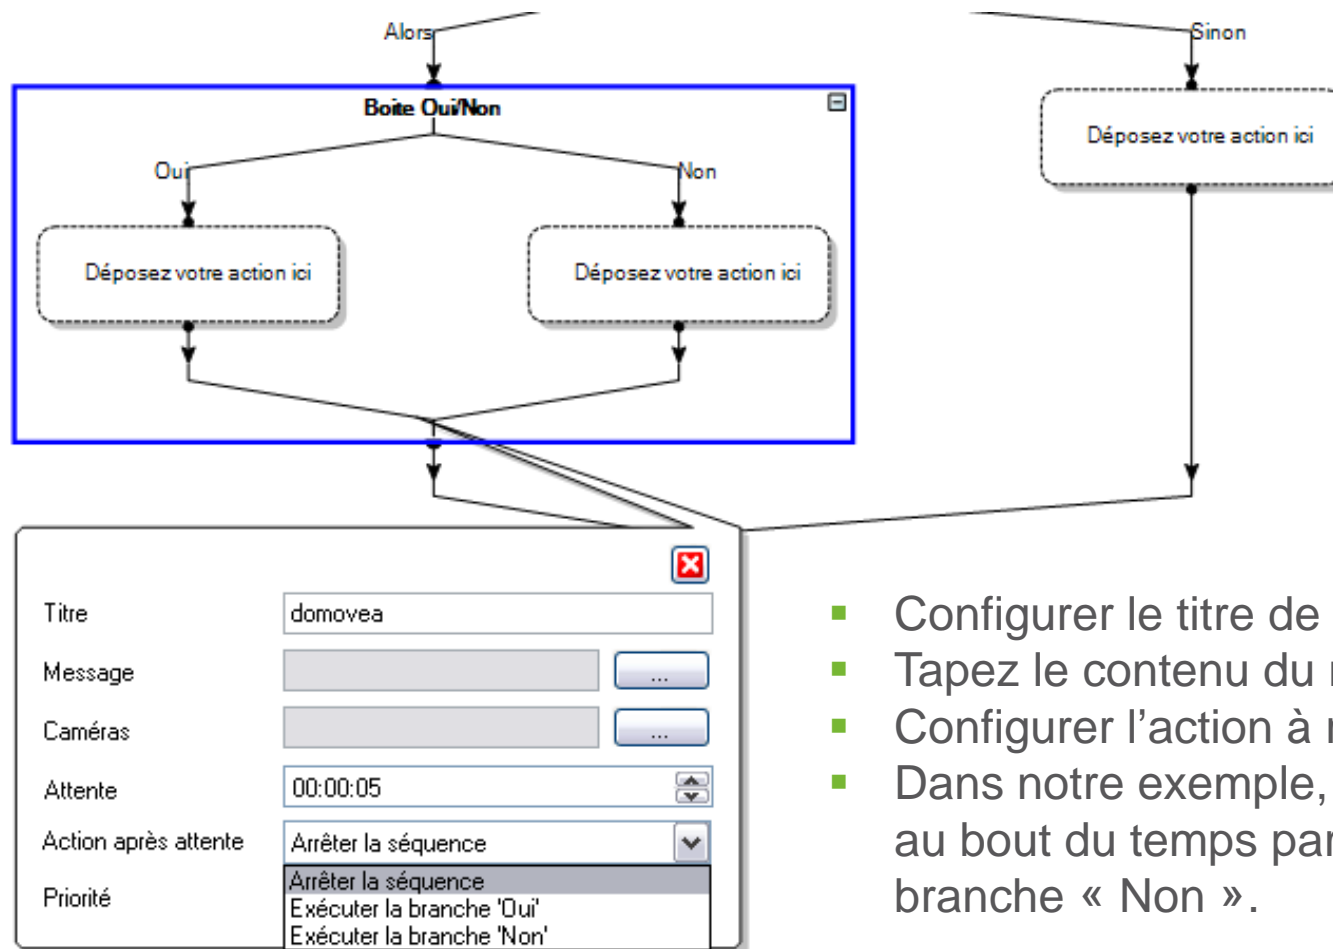 Alors
Sinon
Boite Oui/Non
Déposez votre action ici
Oui
Non
Déposez votre action ici
Déposez votre action ici
Titre
domovea
Message
...
Caméras
...
Attente
00:00:05
Action après attente
Arrêter la séquence
Priorité
Arrêter la séquence
Exécuter la branche 'Oui'
Exécuter la branche 'Non'
Configurer le titre de
Tapez le contenu du
Configurer l’action à
Dans notre exemple,
au bout du temps
branche « Non ».